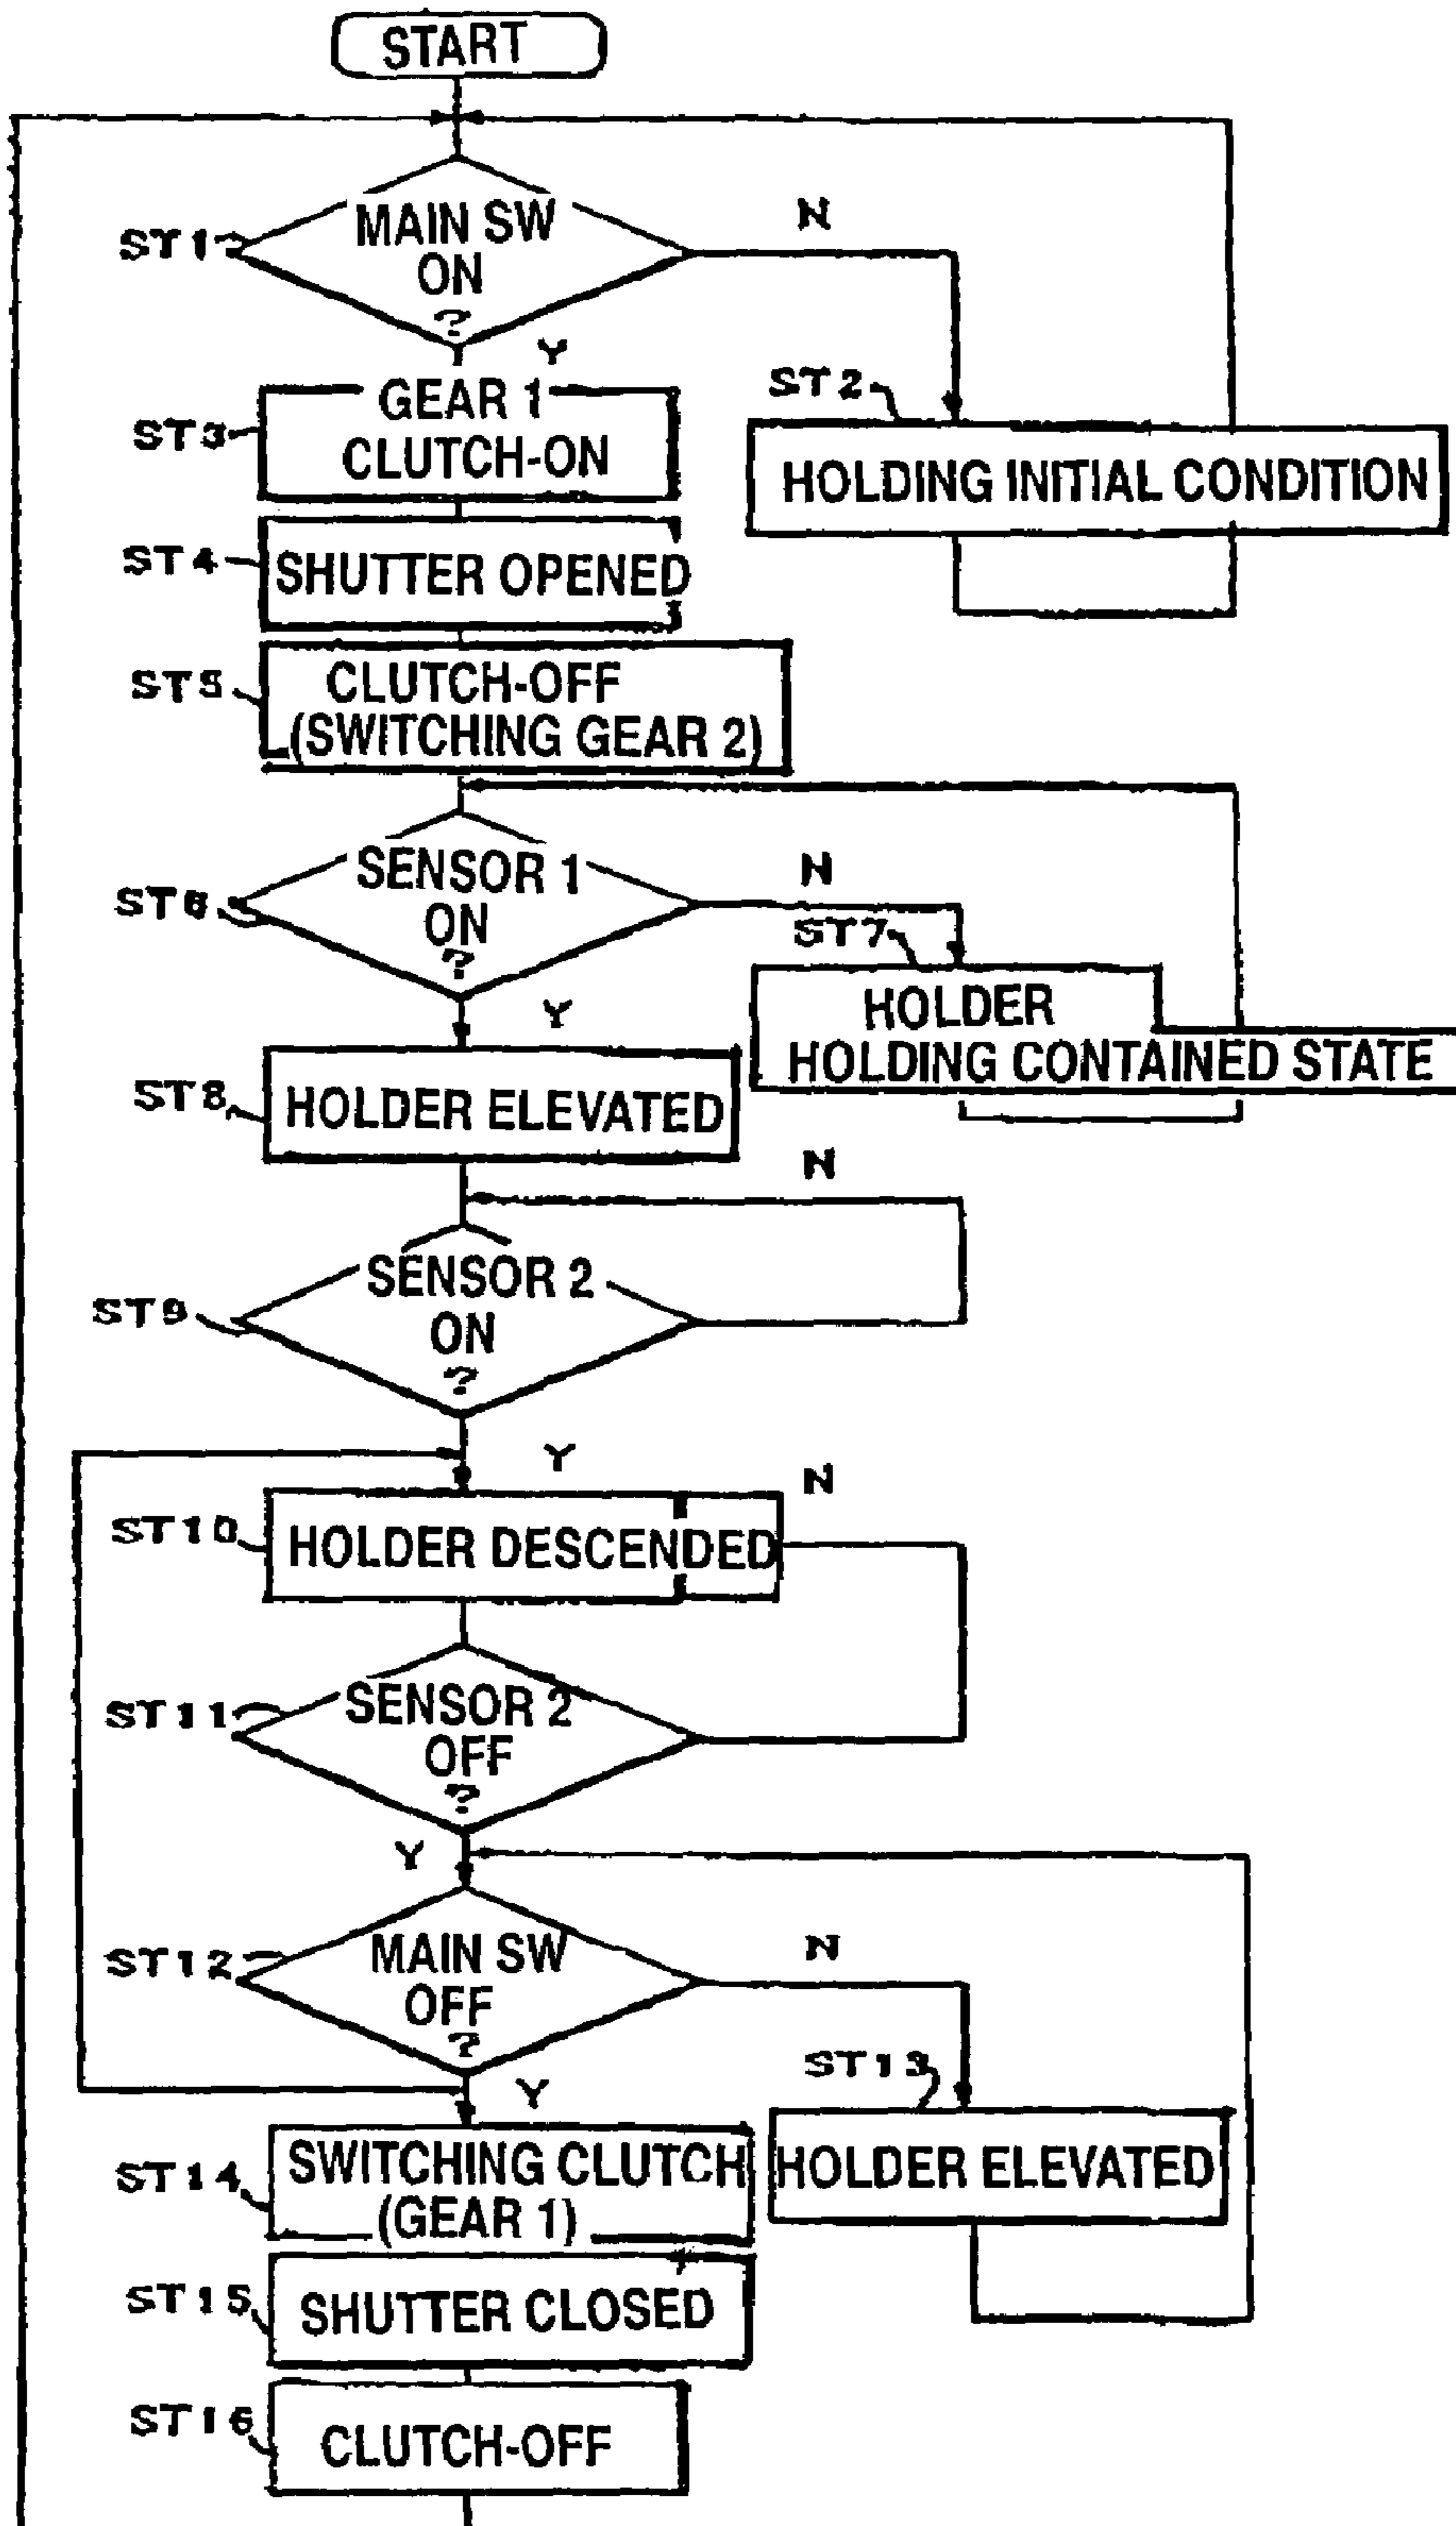 START
ST1
MAIN SW
ON
?
N
Y
ST2
HOLDING INITIAL CONDITION
ST3
GEAR 1
CLUTCH-ON
ST4
SHUTTER OPENED
ST5
CLUTCH-OFF
(SWITCHING GEAR 2)
ST6
SENSOR 1
ON
?
N
Y
ST7
HOLDER
HOLDING CONTAINED STATE
ST8
HOLDER ELEVATED
N
ST9
SENSOR 2
ON
?
Y
N
ST10
HOLDER DESCENDED
ST11
SENSOR 2
OFF
?
Y
ST12
MAIN SW
OFF
?
N
Y
ST13
HOLDER ELEVATED
ST14
SWITCHING CLUTCH
(GEAR 1)
ST15
SHUTTER CLOSED
ST16
CLUTCH-OFF